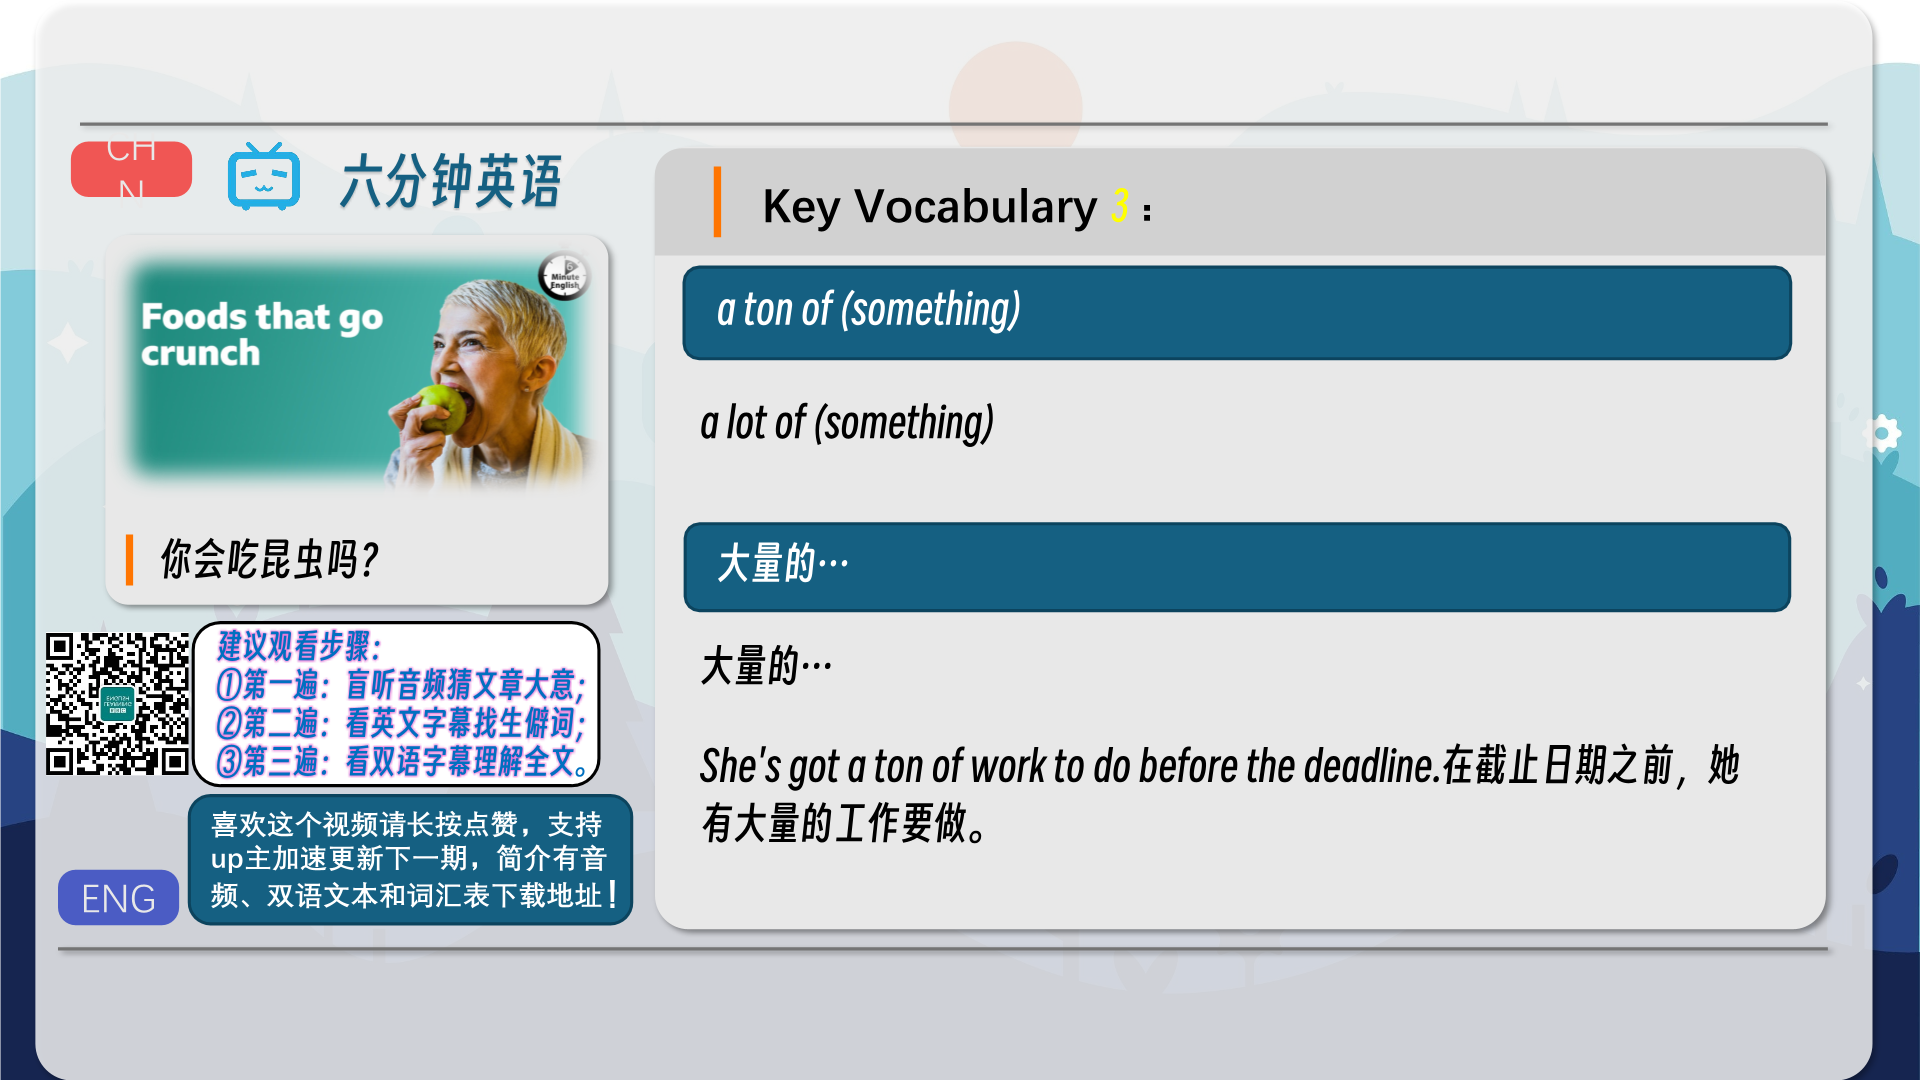 CH
N
六分钟英语
6
Minute
English
Foods that go
crunch
你会吃昆虫吗？
建议观看步骤：
①第一遍：盲听音频猜文章大意；
②第二遍：看英文字幕找生僻词；
③第三遍：看双语字幕理解全文。
喜欢这个视频请长按点赞，支持
up主加速更新下一期，简介有音
频、双语文本和词汇表下载地址！
ENG
Key Vocabulary 3：
a ton of (something)
a lot of (something)
大量的…
大量的…
She's got a ton of work to do before the deadline.在截止日期之前，她
有大量的工作要做。